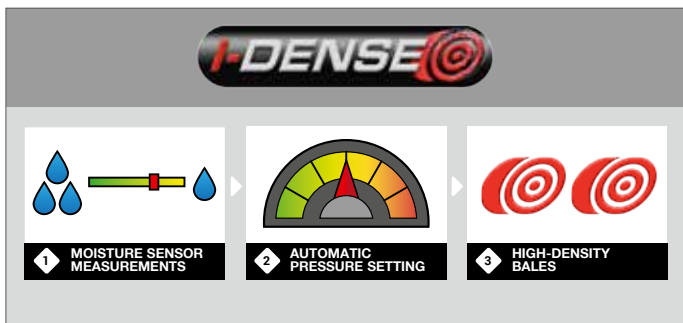 i-DENSE
1 MOISTURE SENSOR
MEASUREMENTS
2 AUTOMATIC
PRESSURE SETTING
3 HIGH-DENSITY
BALES